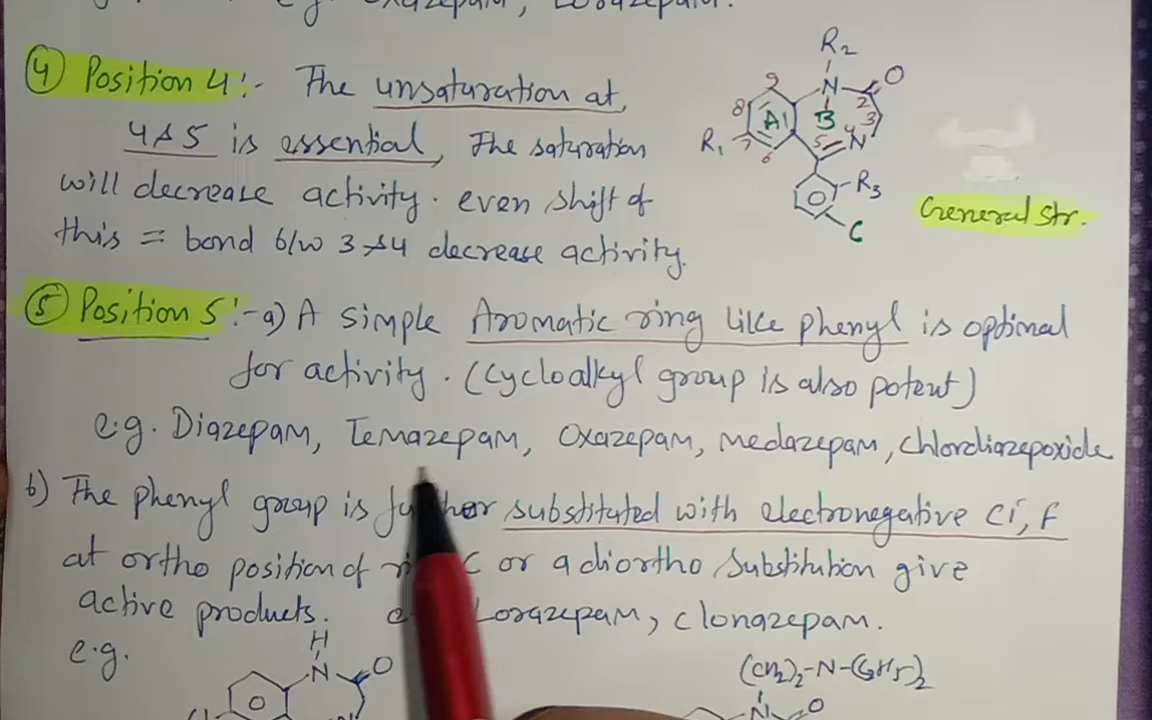 e.g. Oxazepam, Lorazepam.
④ Position 4:- The unsaturation at
4&5 is essential, The saturation
will decrease activity. even shift of
this = bond b/w 3&4 decrease activity.
R2
N
O
9
8
A
1
B
2
3
4
N
5
R1
7
6
R3
C
General str.
⑤ Position 5:-a) A simple Aromatic ring like phenyl is optimal
for activity. (Cycloalkyl group is also potent)
e.g. Diazepam, Temazepam, Oxazepam, medazepam, Chlordiazepoxide
b) The phenyl group is further substituted with electronegative Cl, F
at ortho position of C or a diortho substitution give
active products. Lorazepam, clonazepam.
e.g.
H
N
O
(CH2)2-N-(C2H5)2
N
O